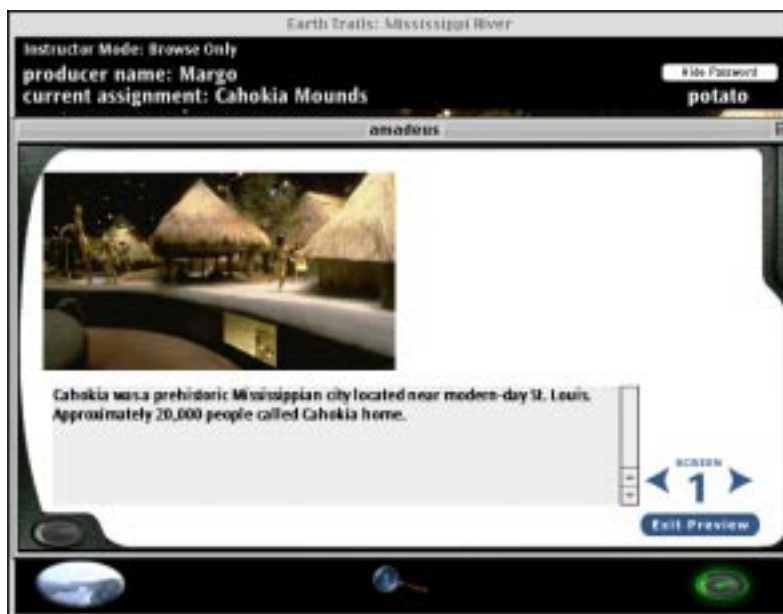 Earth Trails: Mississippi River
Instructor Mode: Browse Only
producer name: Margo
Hide Password
current assignment: Cahokia Mounds
potato
amadeus
Cahokia was a prehistoric Mississippian city located near modern-day St. Louis.
Approximately 20,000 people called Cahokia home.
SCREEN
1
Exit Preview